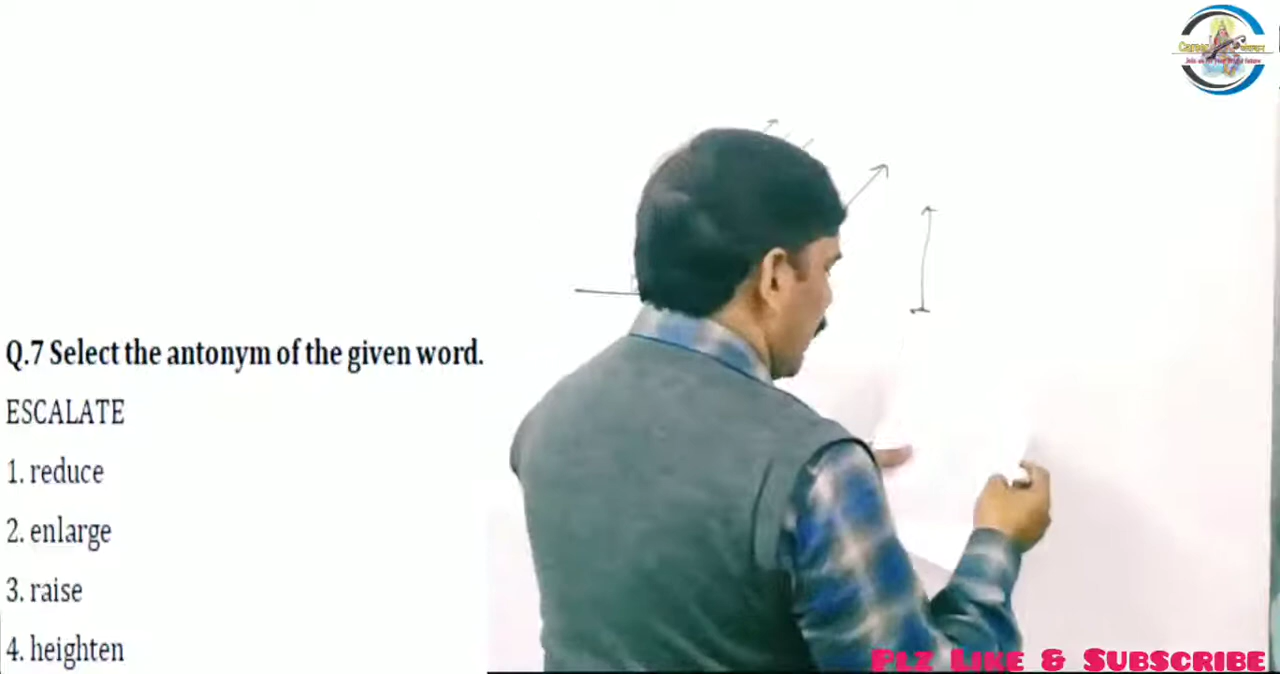 Q.7 Select the antonym of the given word.
ESCALATE
1. reduce
2. enlarge
3. raise
4. heighten
Plz Like & Subscribe